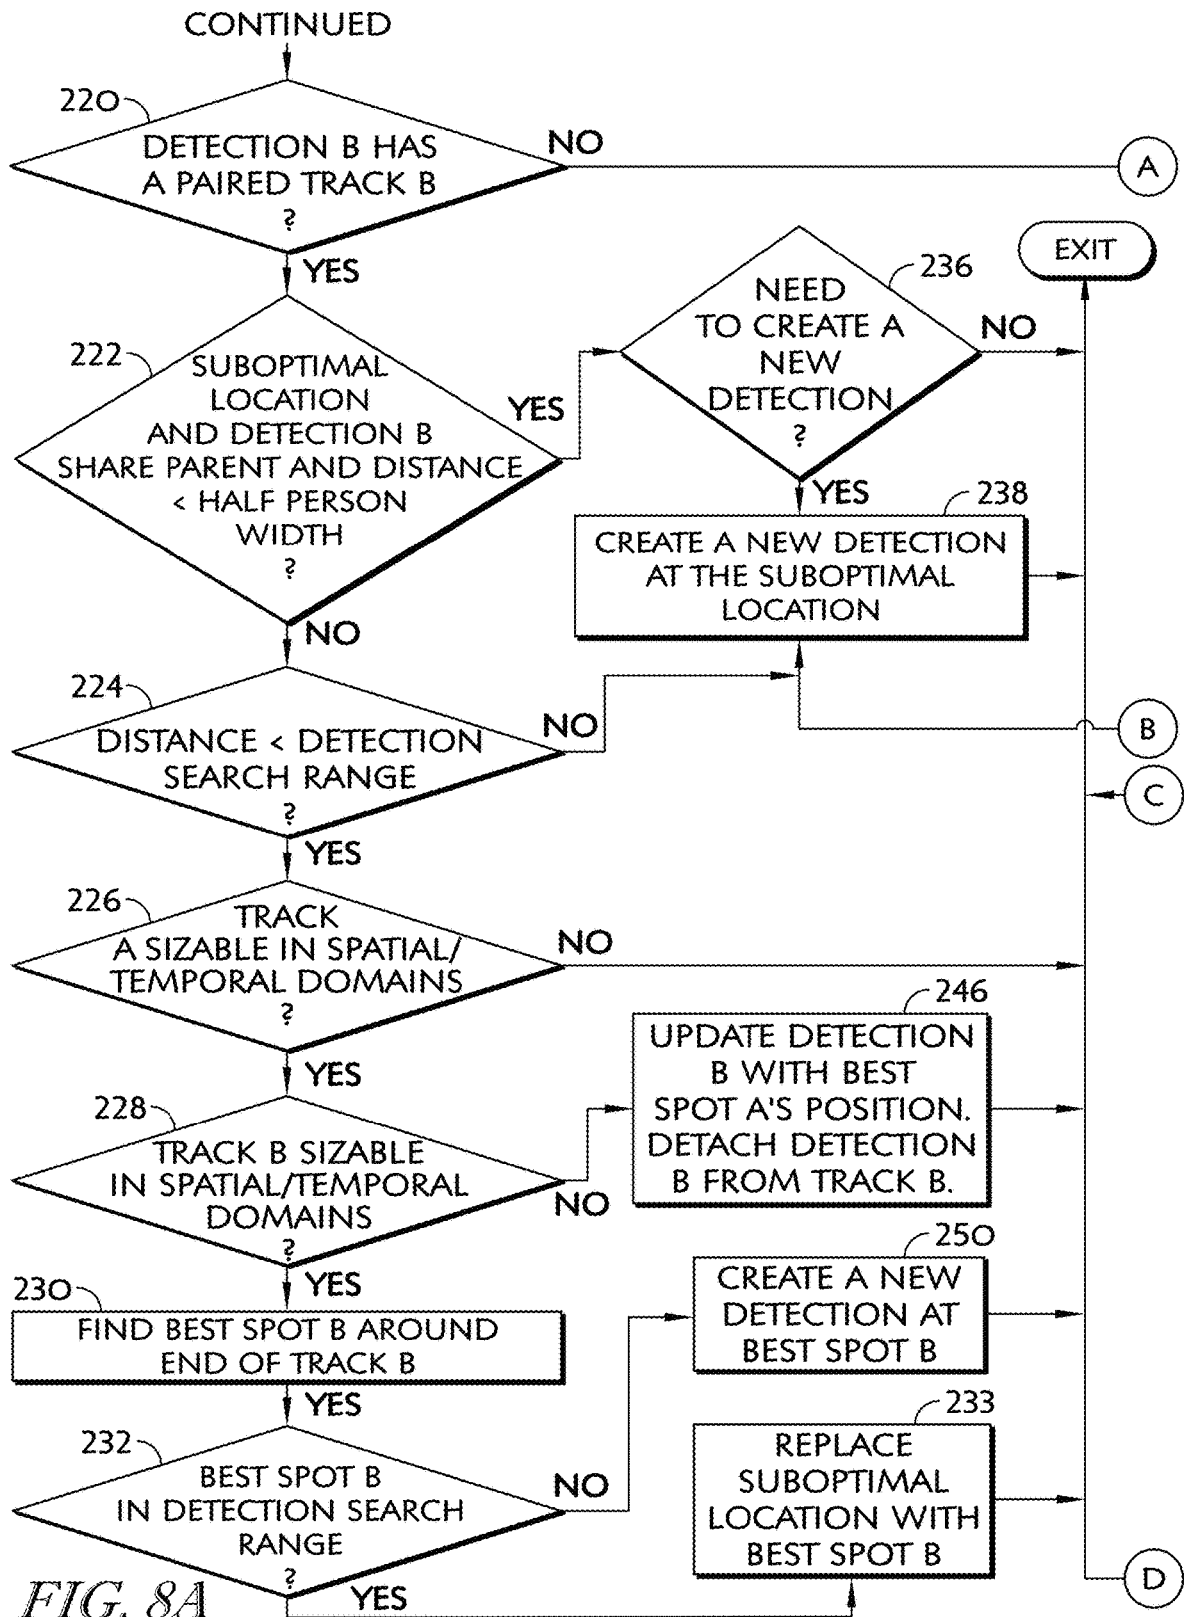 CONTINUED
220
DETECTION B HAS
A PAIRED TRACK B
?
NO
A
YES
EXIT
222
SUBOPTIMAL
LOCATION
AND DETECTION B
SHARE PARENT AND DISTANCE
< HALF PERSON
WIDTH
?
YES
NO
236
NEED
TO CREATE A
NEW
DETECTION
?
NO
YES
238
CREATE A NEW DETECTION
AT THE SUBOPTIMAL
LOCATION
224
DISTANCE < DETECTION
SEARCH RANGE
?
NO
YES
B
C
226
TRACK
A SIZABLE IN SPATIAL/
TEMPORAL DOMAINS
?
NO
YES
228
TRACK B SIZABLE
IN SPATIAL/TEMPORAL
DOMAINS
?
NO
YES
246
UPDATE DETECTION
B WITH BEST
SPOT A'S POSITION.
DETACH DETECTION
B FROM TRACK B.
230
FIND BEST SPOT B AROUND
END OF TRACK B
YES
250
CREATE A NEW
DETECTION AT
BEST SPOT B
232
BEST SPOT B
IN DETECTION SEARCH
RANGE
?
NO
YES
233
REPLACE
SUBOPTIMAL
LOCATION WITH
BEST SPOT B
D
FIG. 8A